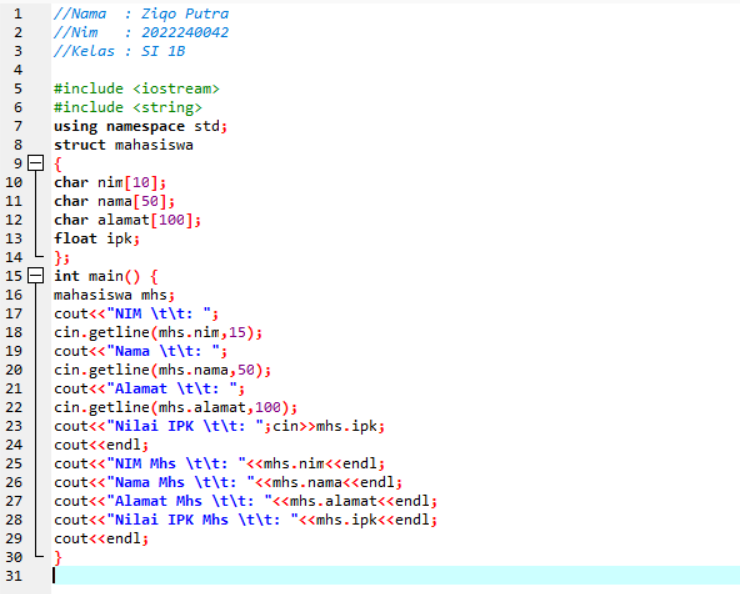 1 //Nama  : Ziqo Putra
2 //Nim   : 2022240042
3 //Kelas : SI 1B
4
5 #include <iostream>
6 #include <string>
7 using namespace std;
8 struct mahasiswa
9 {
10 char nim[10];
11 char nama[50];
12 char alamat[100];
13 float ipk;
14 };
15 int main() {
16 mahasiswa mhs;
17 cout<<"NIM \t\t: ";
18 cin.getline(mhs.nim,15);
19 cout<<"Nama \t\t: ";
20 cin.getline(mhs.nama,50);
21 cout<<"Alamat \t\t: ";
22 cin.getline(mhs.alamat,100);
23 cout<<"Nilai IPK \t\t: ";cin>>mhs.ipk;
24 cout<<endl;
25 cout<<"NIM Mhs \t\t: "<<mhs.nim<<endl;
26 cout<<"Nama Mhs \t\t: "<<mhs.nama<<endl;
27 cout<<"Alamat Mhs \t\t: "<<mhs.alamat<<endl;
28 cout<<"Nilai IPK Mhs \t\t: "<<mhs.ipk<<endl;
29 cout<<endl;
30 }
31